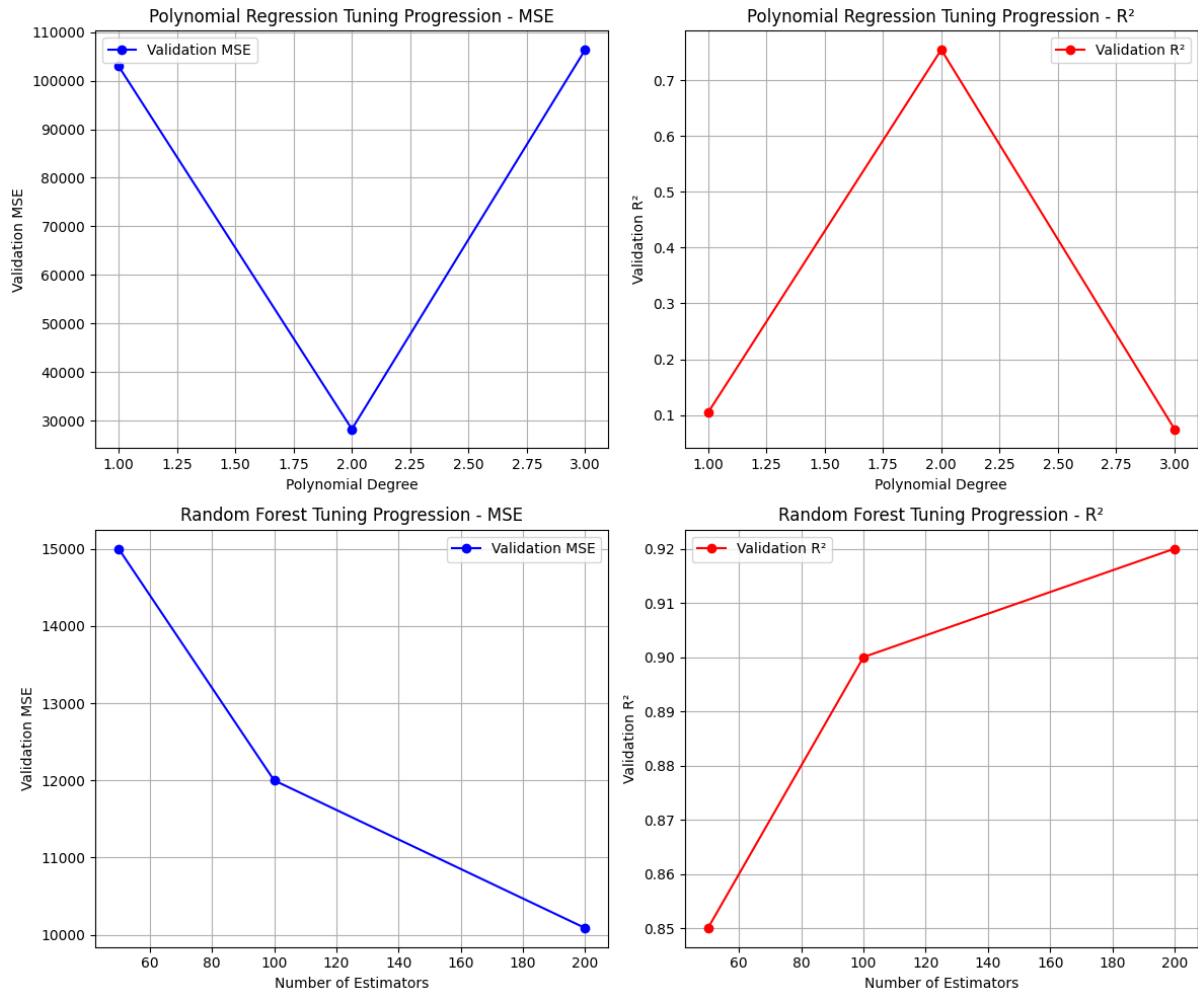 Polynomial Regression Tuning Progression - MSE
Validation MSE
110000
100000
90000
80000
70000
60000
50000
40000
30000
Validation MSE
1.00 1.25 1.50 1.75 2.00 2.25 2.50 2.75 3.00
Polynomial Degree
Polynomial Regression Tuning Progression - R²
Validation R²
0.7
0.6
0.5
0.4
0.3
0.2
0.1
Validation R²
1.00 1.25 1.50 1.75 2.00 2.25 2.50 2.75 3.00
Polynomial Degree
Random Forest Tuning Progression - MSE
Validation MSE
15000
14000
13000
12000
11000
10000
Validation MSE
60 80 100 120 140 160 180 200
Number of Estimators
Random Forest Tuning Progression - R²
Validation R²
0.92
0.91
0.90
0.89
0.88
0.87
0.86
0.85
Validation R²
60 80 100 120 140 160 180 200
Number of Estimators